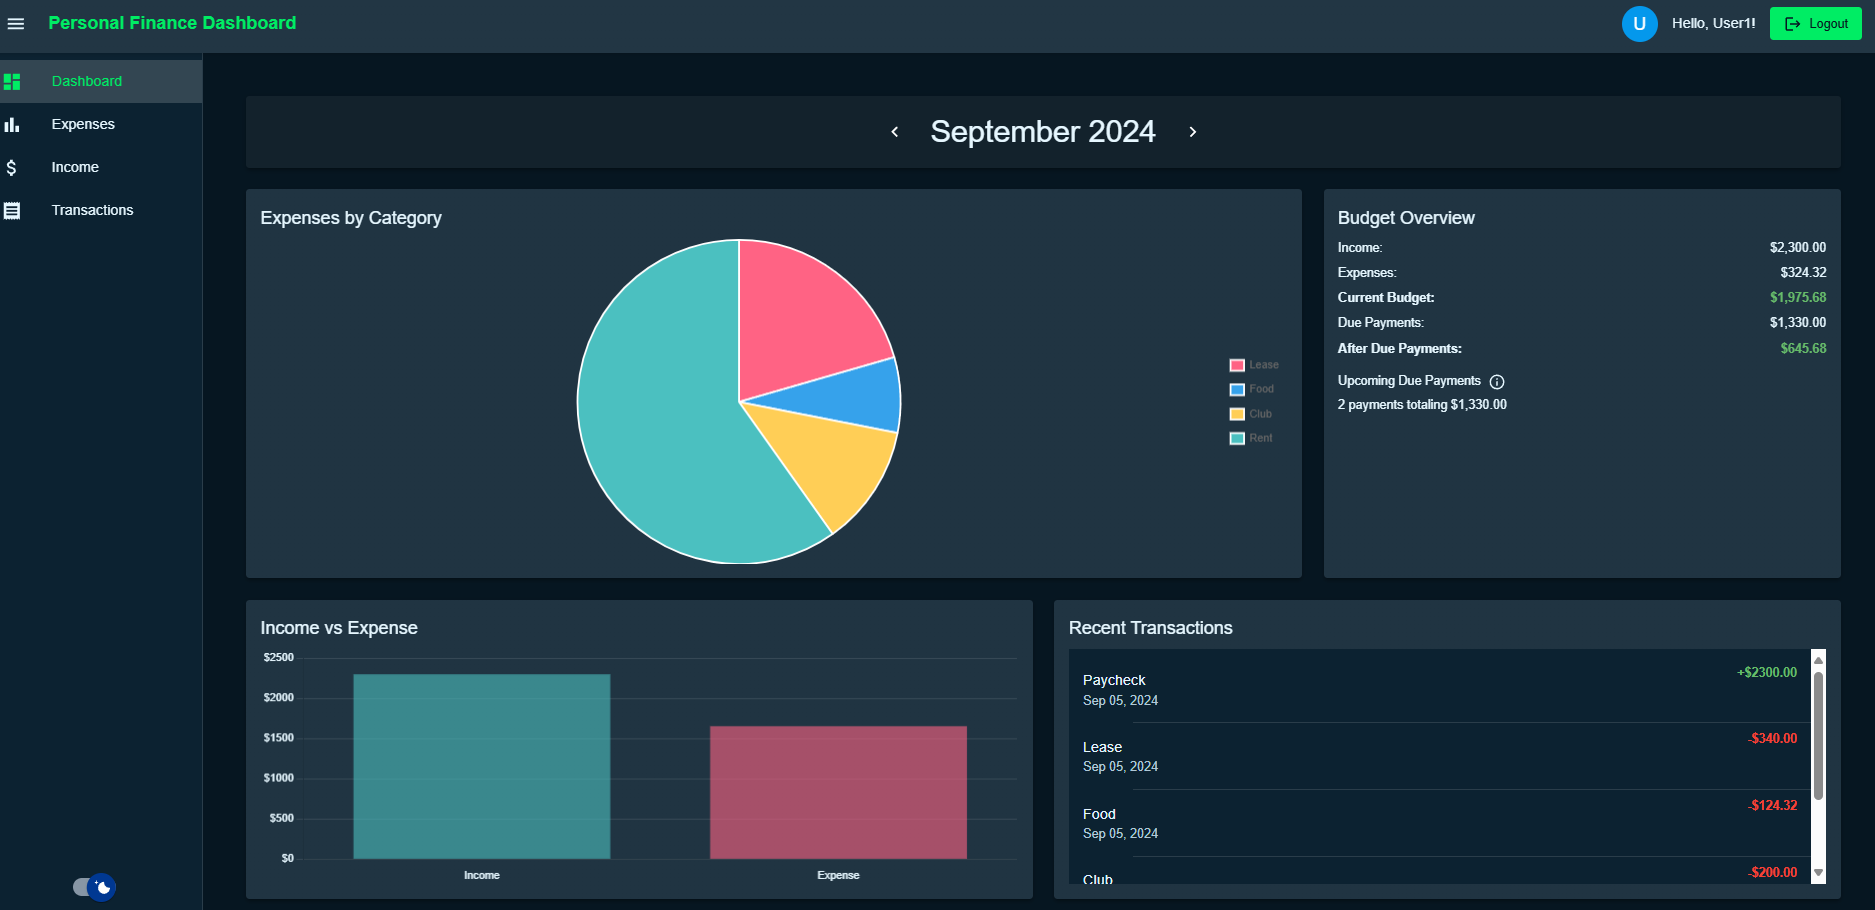 Personal Finance Dashboard
U
Hello, User1!
Logout
Dashboard
Expenses
Income
Transactions
September 2024
Expenses by Category
Lease
Food
Club
Rent
Budget Overview
Income: $2,300.00
Expenses: $324.32
Current Budget: $1,975.68
Due Payments: $1,330.00
After Due Payments: $645.68
Upcoming Due Payments
2 payments totaling $1,330.00
Income vs Expense
$2500
$2000
$1500
$1000
$500
$0
Income
Expense
Recent Transactions
Paycheck +$2300.00
Sep 05, 2024
Lease -$340.00
Sep 05, 2024
Food -$124.32
Sep 05, 2024
Club -$200.00